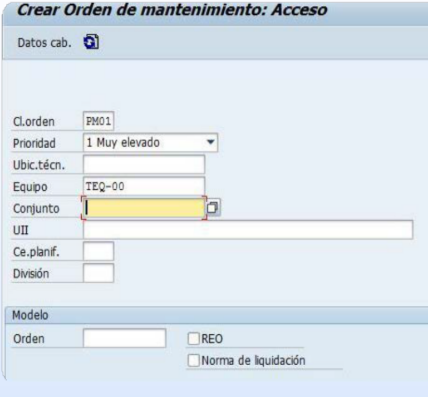 Crear Orden de mantenimiento: Acceso
Datos cab.
Cl.orden PM01
Prioridad 1 Muy elevado
Ubic.técn.
Equipo TEQ-00
Conjunto
UII
Ce.planif.
División
Modelo
Orden REO
Norma de liquidación